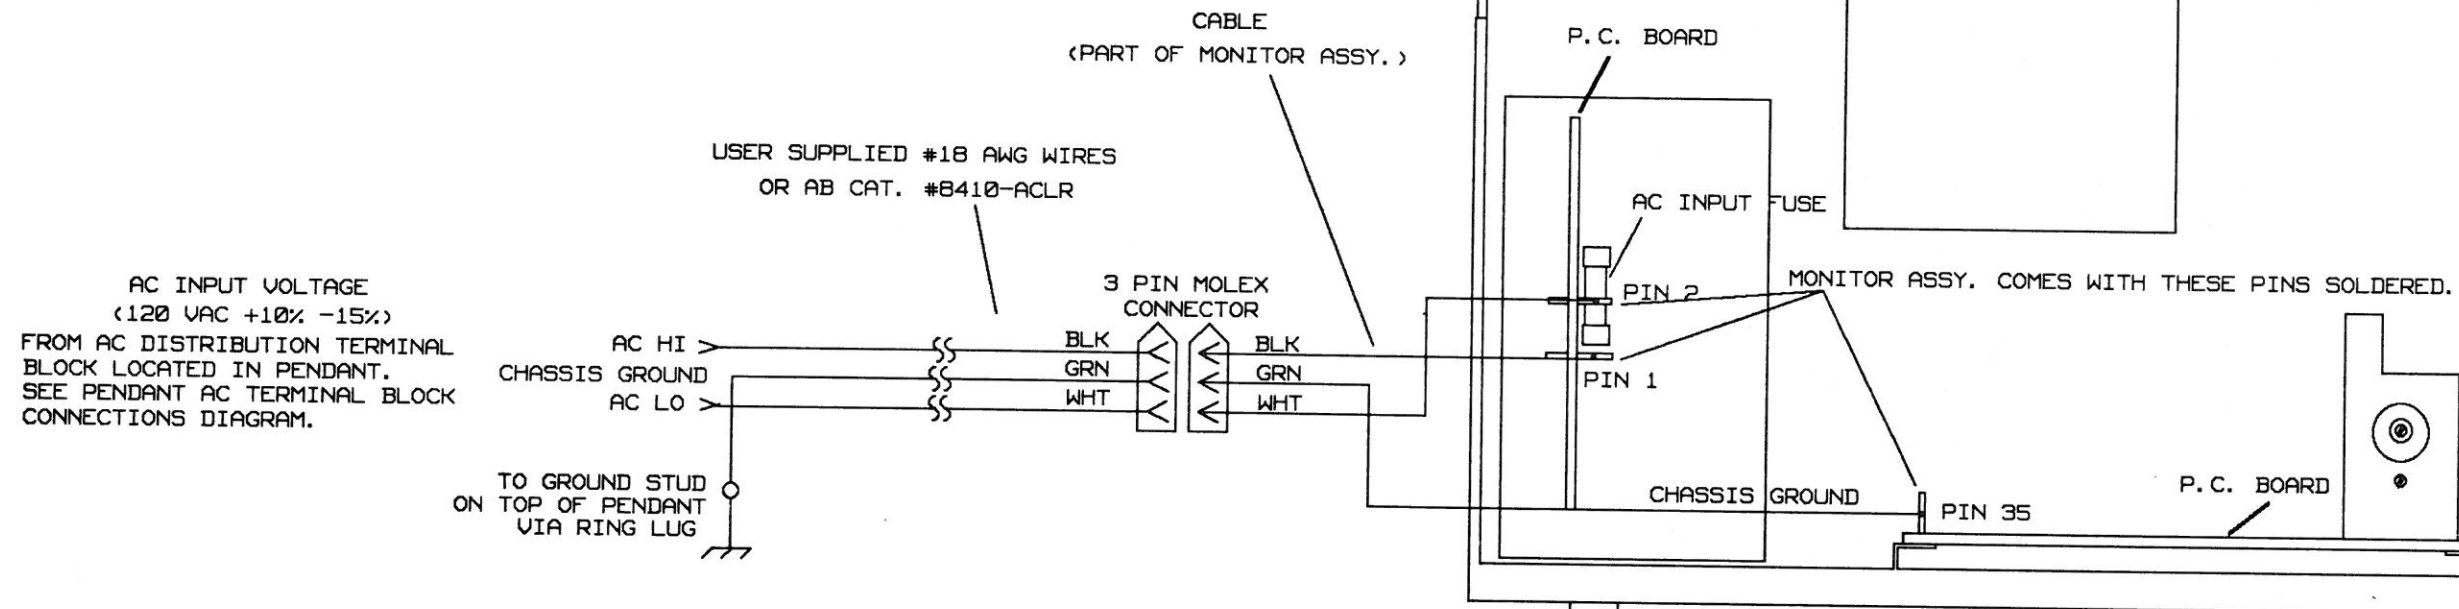 CABLE
(PART OF MONITOR ASSY.)
P.C. BOARD
USER SUPPLIED #18 AWG WIRES
OR AB CAT. #8410-ACLR
AC INPUT FUSE
AC INPUT VOLTAGE
(120 VAC +10% -15%)
FROM AC DISTRIBUTION TERMINAL
BLOCK LOCATED IN PENDANT.
SEE PENDANT AC TERMINAL BLOCK
CONNECTIONS DIAGRAM.
3 PIN MOLEX
CONNECTOR
PIN 2
MONITOR ASSY. COMES WITH THESE PINS SOLDERED.
AC HI
BLK
BLK
CHASSIS GROUND
GRN
GRN
PIN 1
AC LO
WHT
WHT
TO GROUND STUD
ON TOP OF PENDANT
VIA RING LUG
CHASSIS GROUND
PIN 35
P.C. BOARD